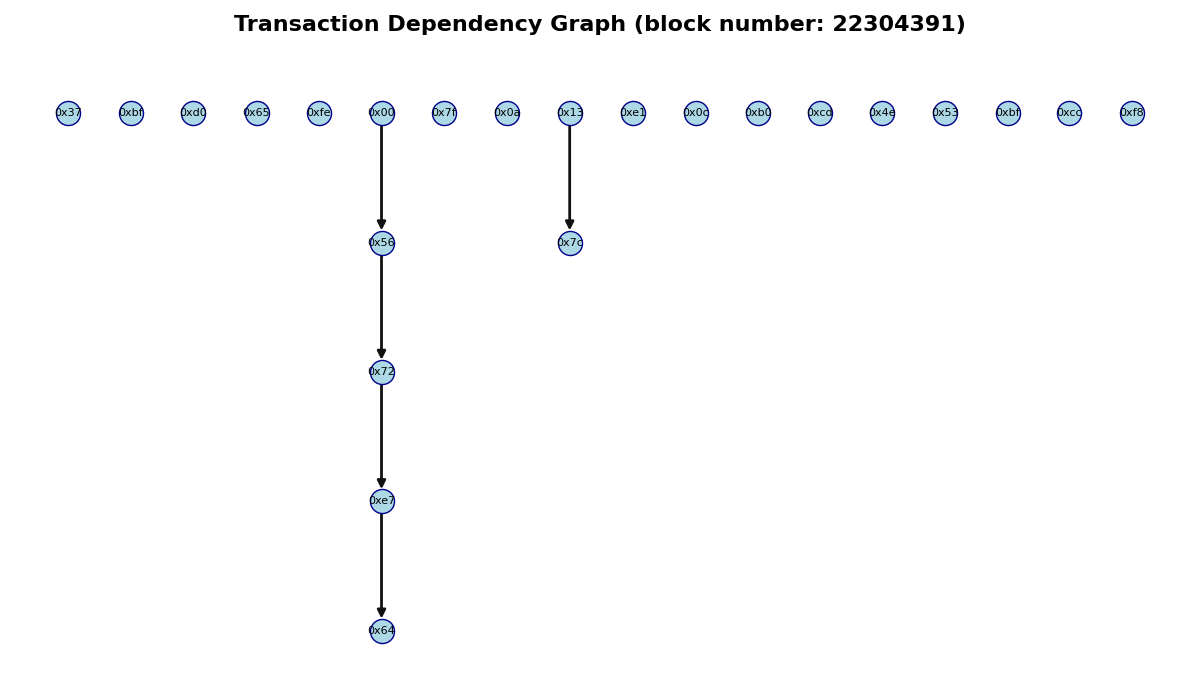 Transaction Dependency Graph (block number: 22304391)
0x37 0xbf 0xd0 0x65 0xfe 0x00 0x7f 0x0a 0x13 0xe1 0x0c 0xb0 0xca 0x4e 0x53 0xbf 0xcc 0xf8
0x56 0x7c
0x72
0xe7
0x64